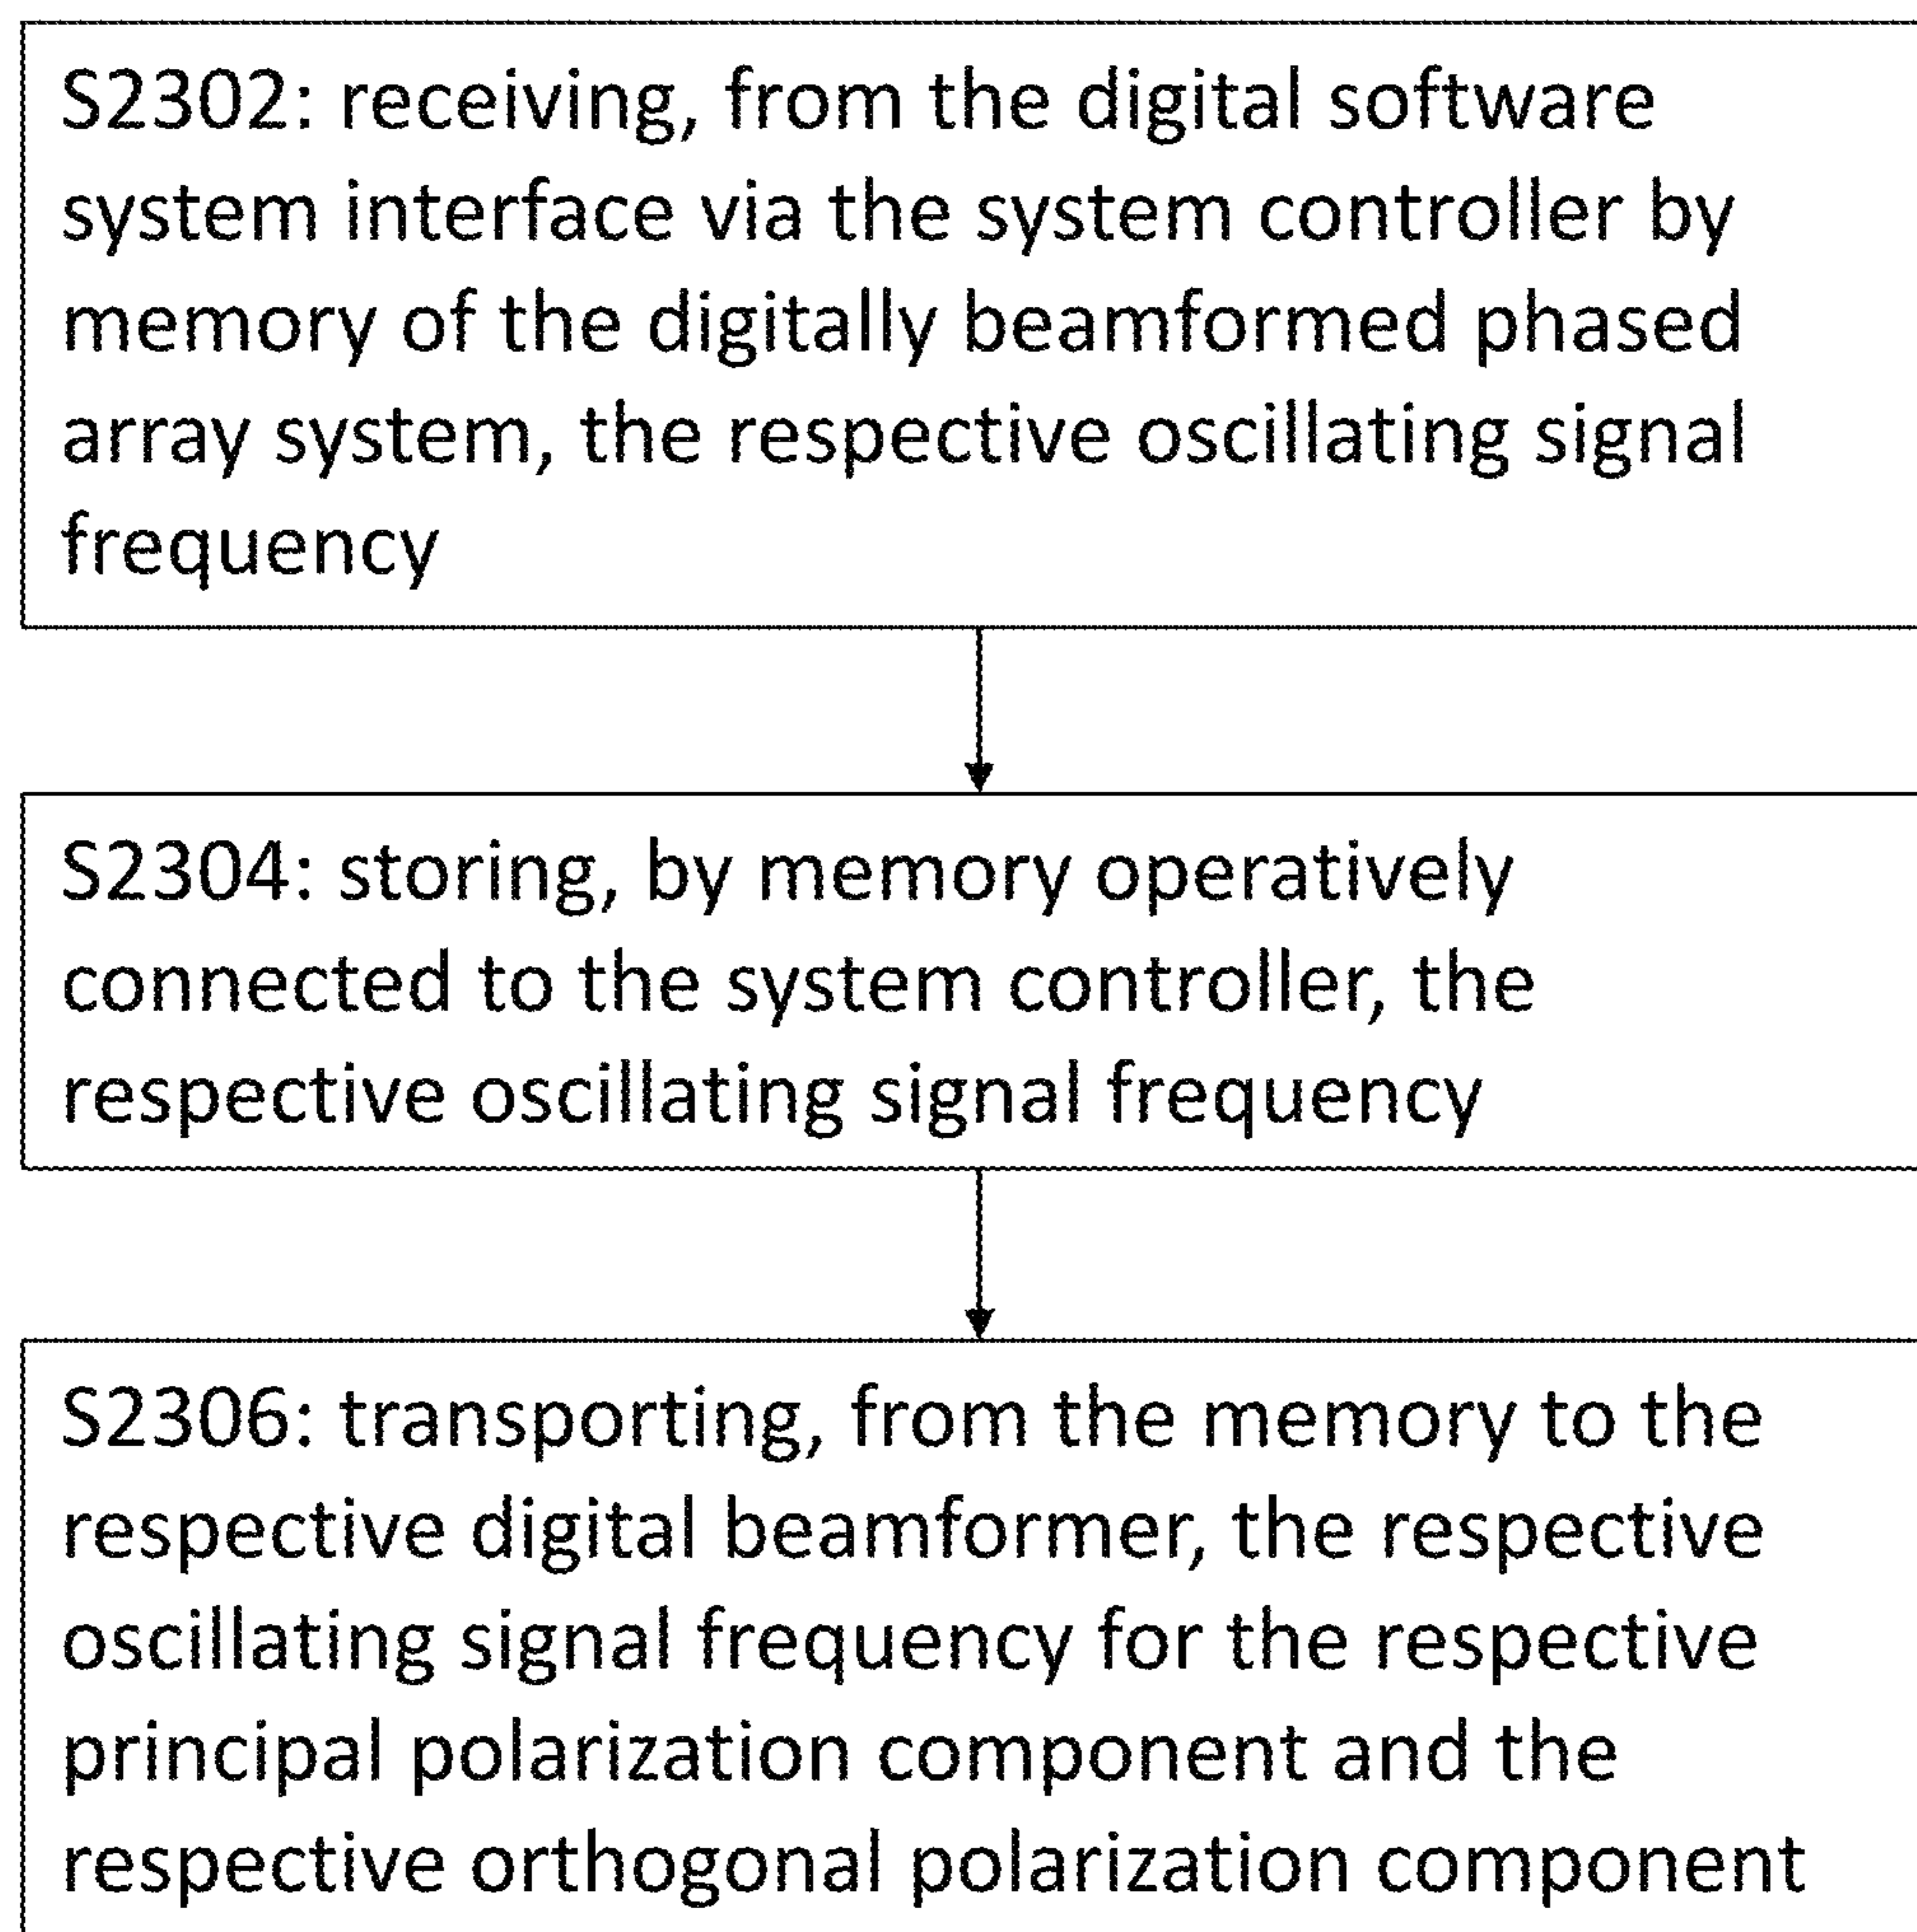 S2302: receiving, from the digital software
system interface via the system controller by
memory of the digitally beamformed phased
array system, the respective oscillating signal
frequency
S2304: storing, by memory operatively
connected to the system controller, the
respective oscillating signal frequency
S2306: transporting, from the memory to the
respective digital beamformer, the respective
oscillating signal frequency for the respective
principal polarization component and the
respective orthogonal polarization component